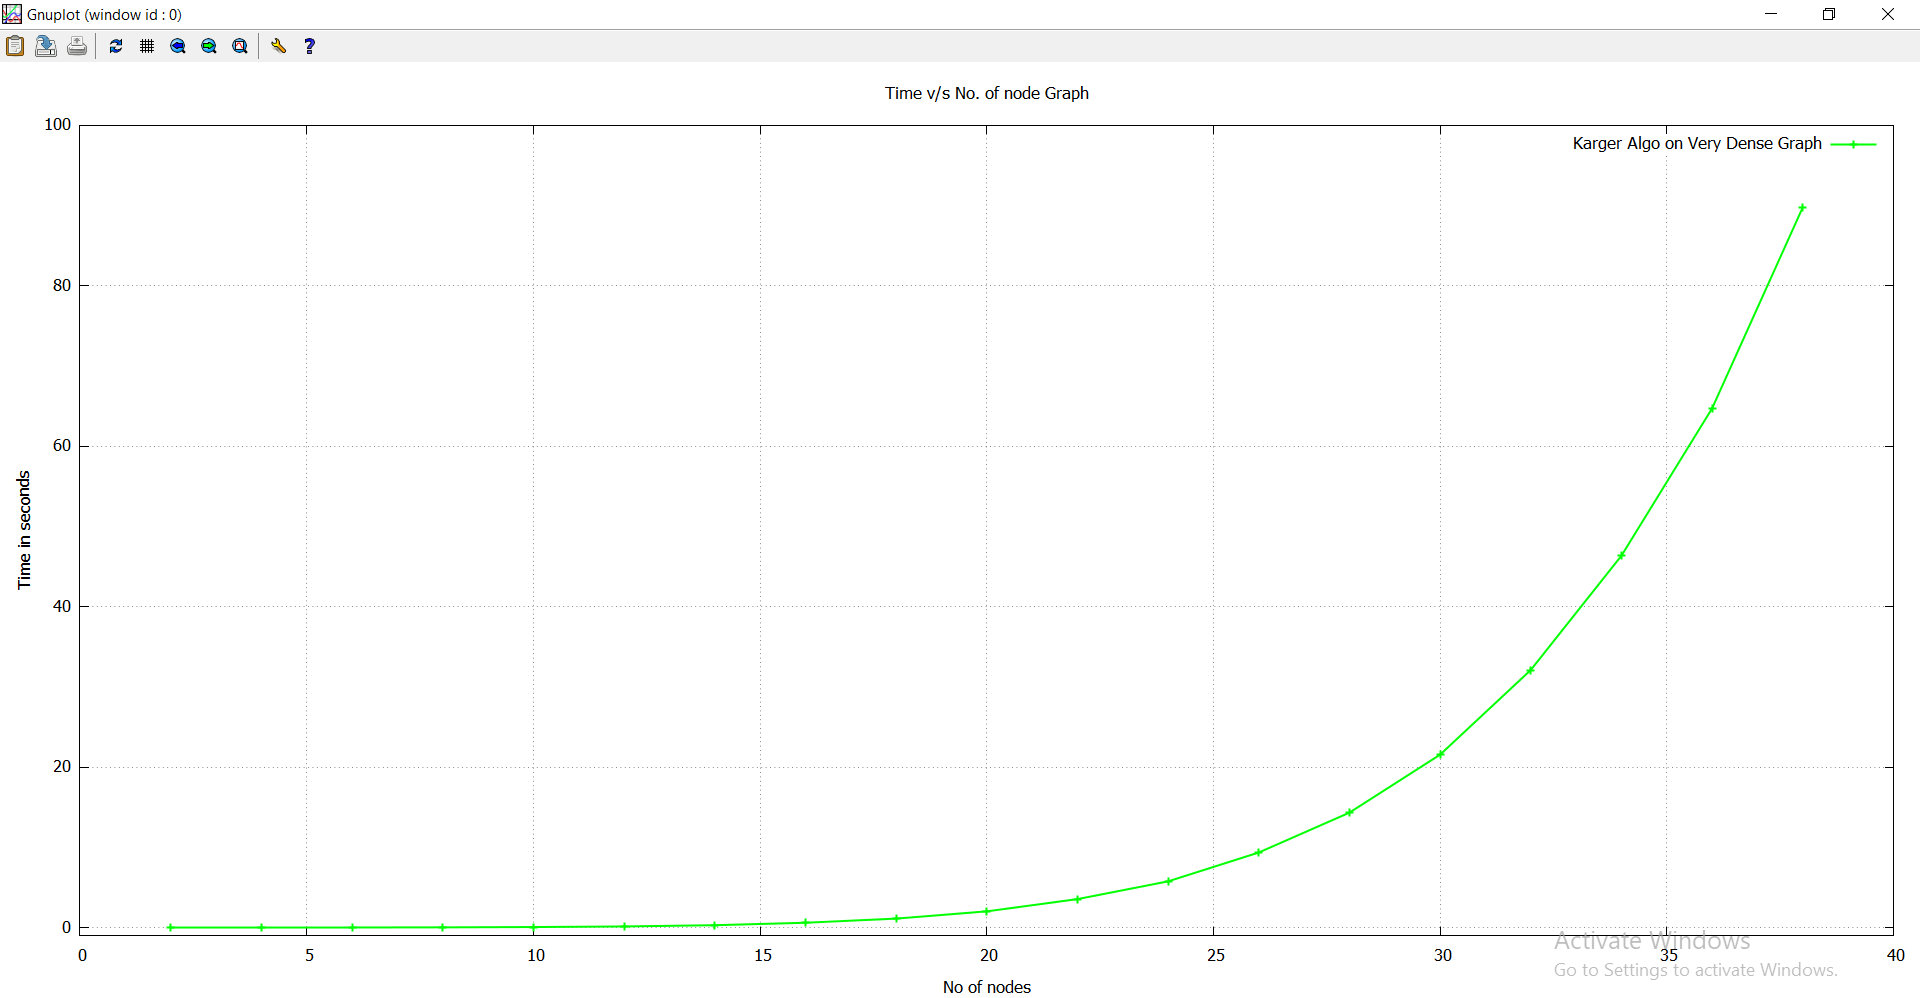 Gnuplot (window id : 0)
Time v/s No. of node Graph
Karger Algo on Very Dense Graph
100
80
60
40
20
0
Time in seconds
0 5 10 15 20 25 30 35 40
No of nodes
Activate Windows
Go to Settings to activate Windows.